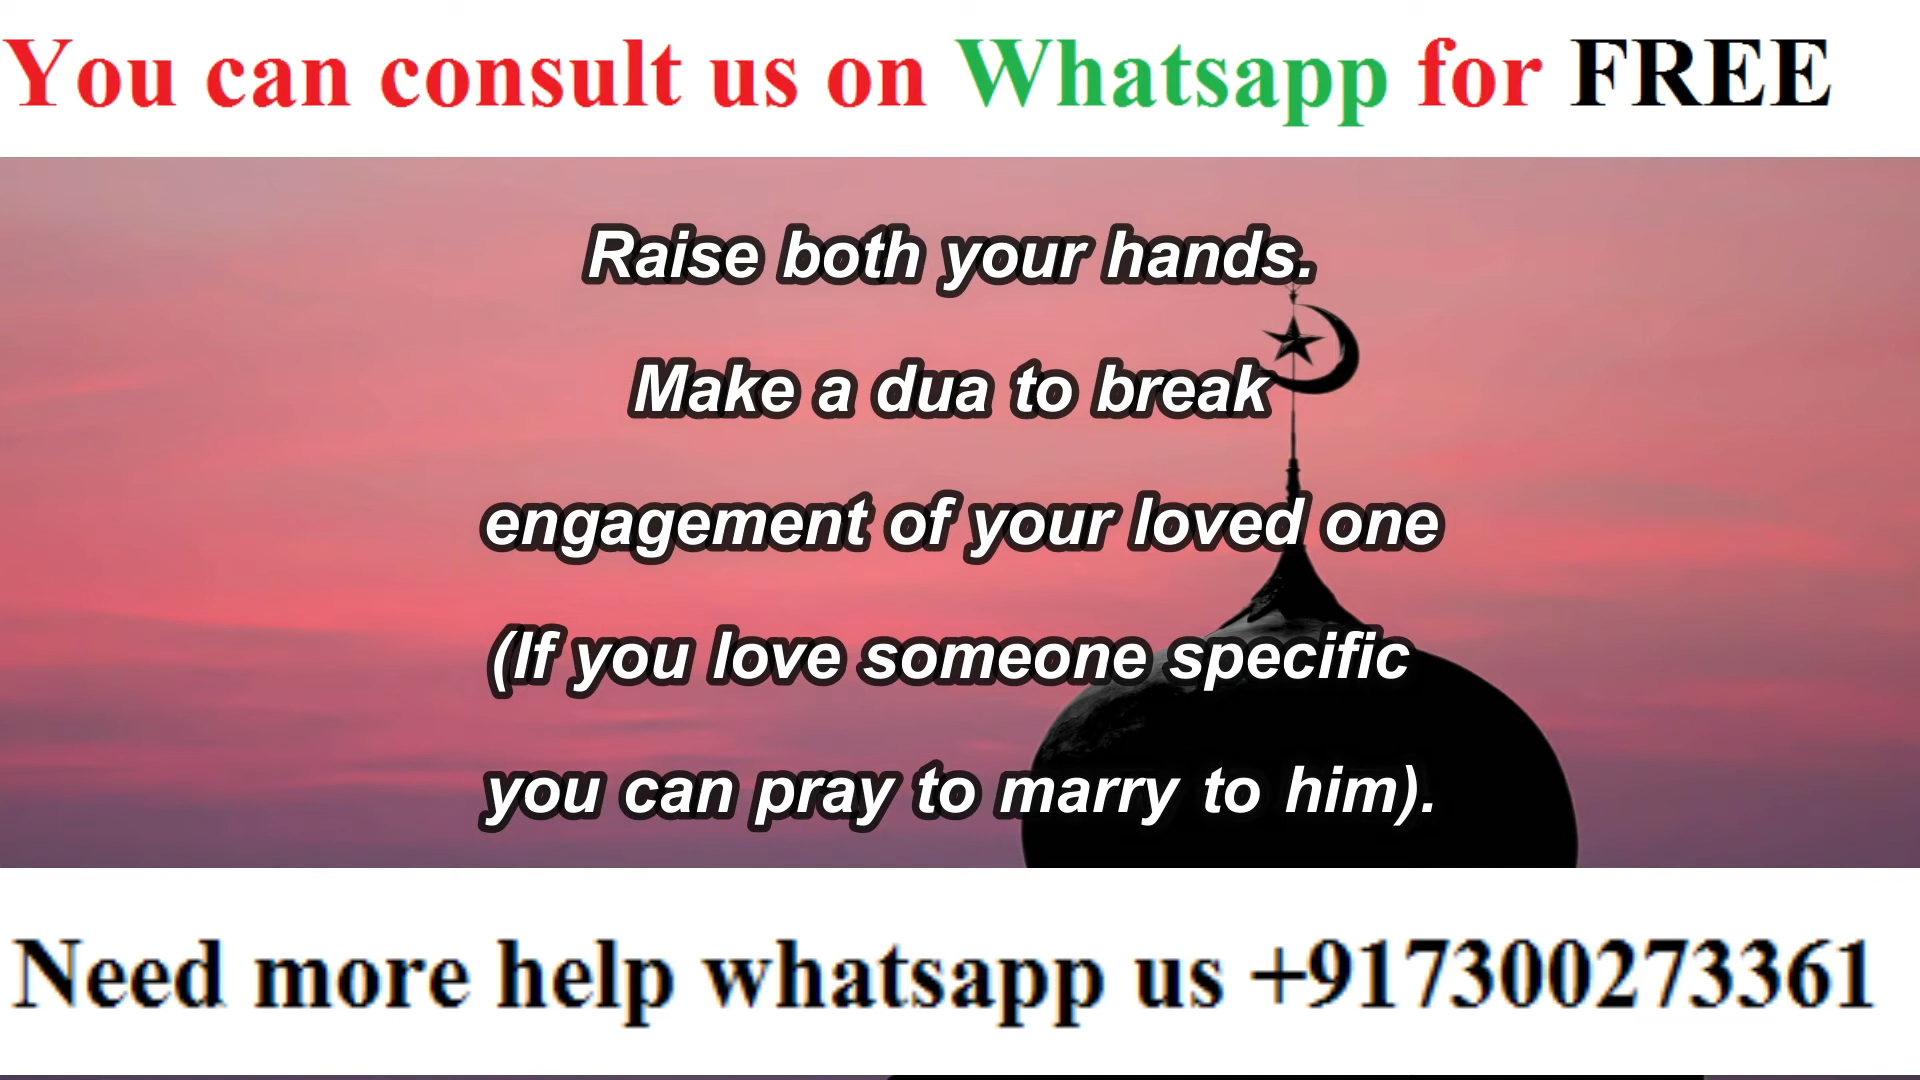 You can consult us on Whatsapp for FREE
Raise both your hands.
Make a dua to break
engagement of your loved one
(If you love someone specific
you can pray to marry to him).
Need more help whatsapp us +917300273361